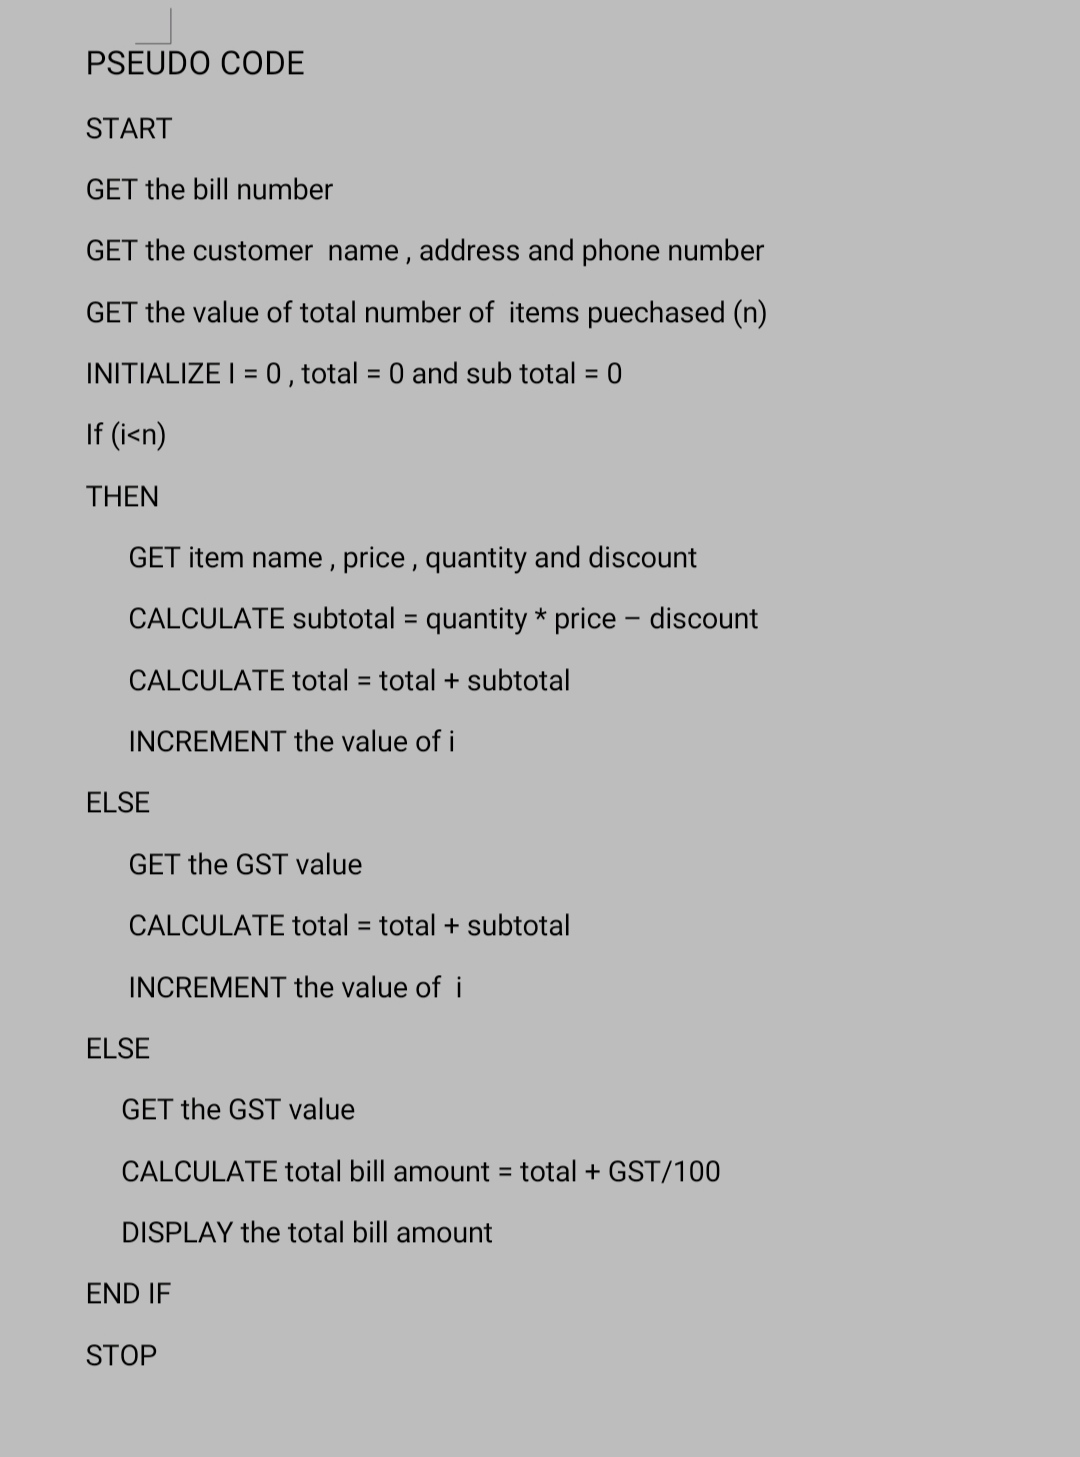 PSEUDO CODE
START
GET the bill number
GET the customer  name , address and phone number
GET the value of total number of  items puechased (n)
INITIALIZE I = 0 , total = 0 and sub total = 0
If (i<n)
THEN
GET item name , price , quantity and discount
CALCULATE subtotal = quantity * price – discount
CALCULATE total = total + subtotal
INCREMENT the value of i
ELSE
GET the GST value
CALCULATE total = total + subtotal
INCREMENT the value of  i
ELSE
GET the GST value
CALCULATE total bill amount = total + GST/100
DISPLAY the total bill amount
END IF
STOP